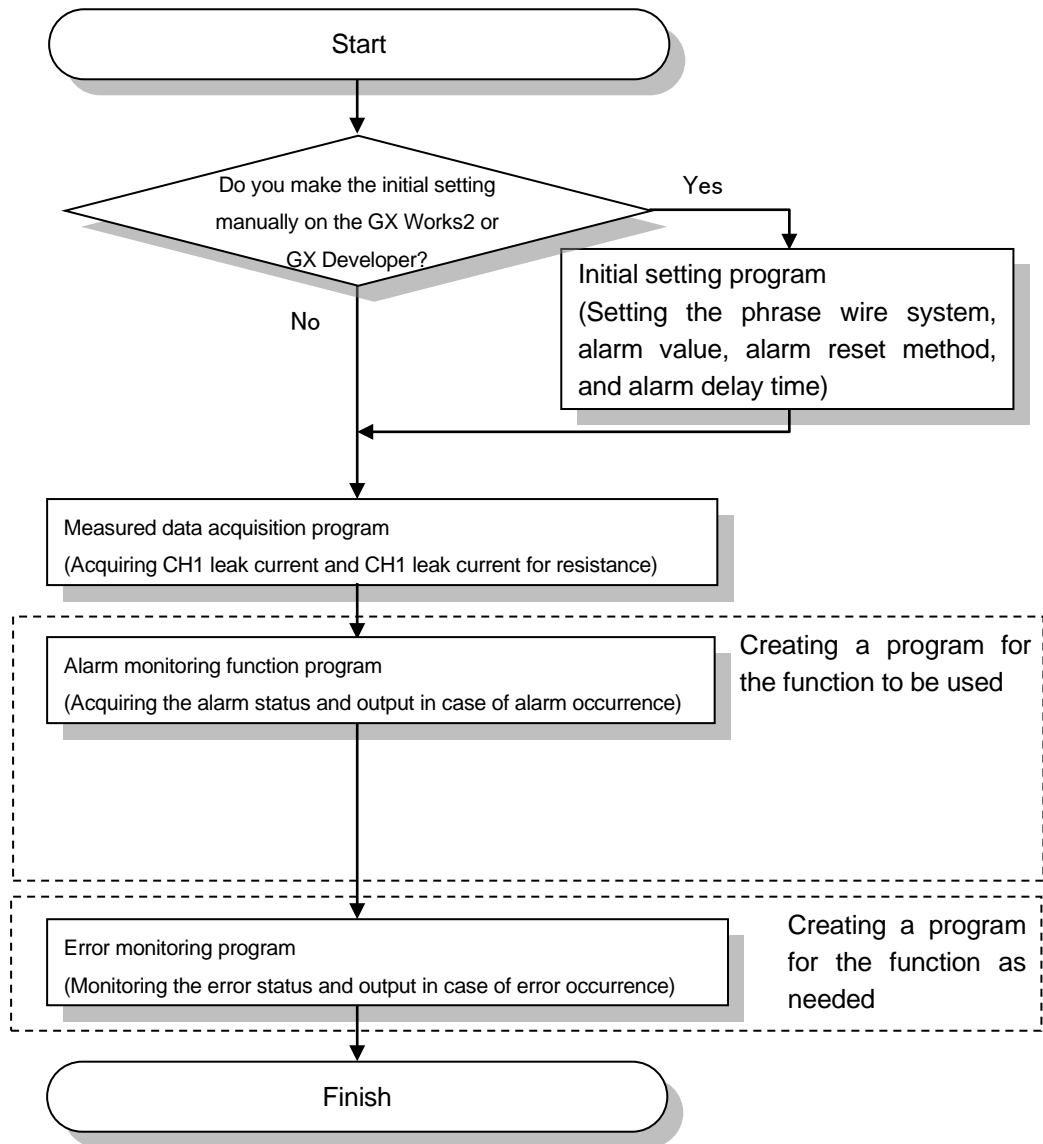 Start
Do you make the initial setting
manually on the GX Works2 or
GX Developer?
Yes
No
Initial setting program
(Setting the phrase wire system,
alarm value, alarm reset method,
and alarm delay time)
Measured data acquisition program
(Acquiring CH1 leak current and CH1 leak current for resistance)
Creating a program for
the function to be used
Alarm monitoring function program
(Acquiring the alarm status and output in case of alarm occurrence)
Creating a program
for the function as
needed
Error monitoring program
(Monitoring the error status and output in case of error occurrence)
Finish